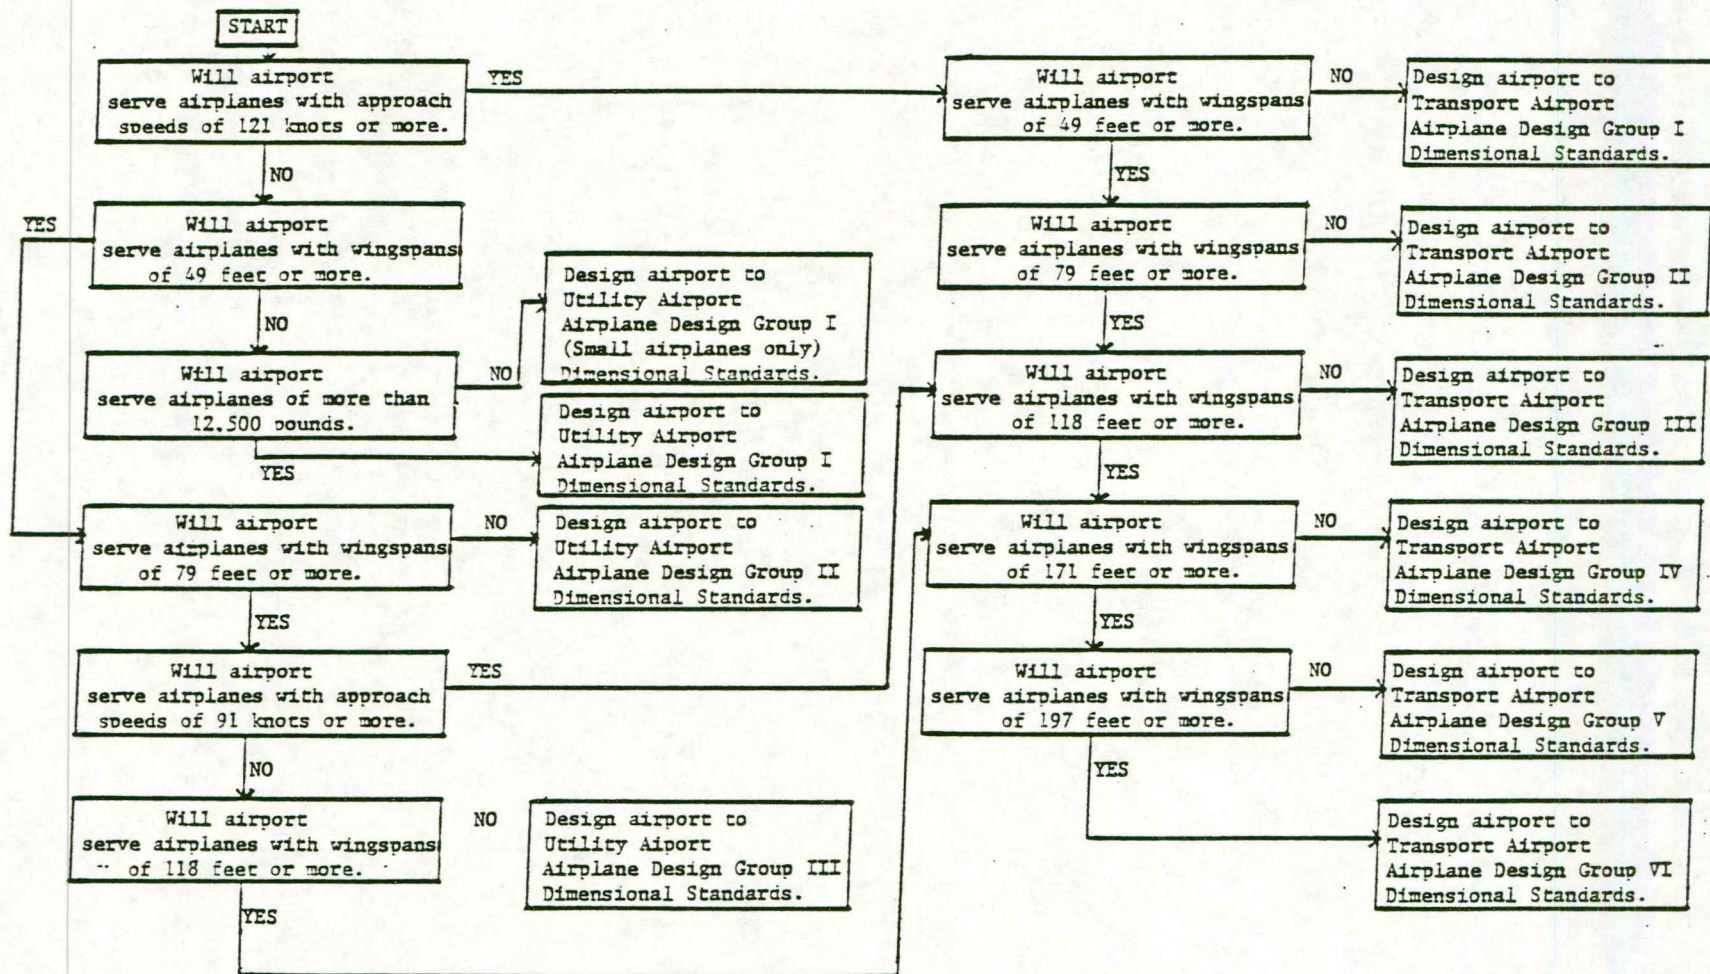 START
Will airport
serve airplanes with approach
speeds of 121 knots or more.
YES
NO
Will airport
serve airplanes with wingspans
of 49 feet or more.
YES
NO
Will airport
serve airplanes of more than
12,500 pounds.
NO
Design airport to
Utility Airport
Airplane Design Group I
(Small airplanes only)
Dimensional Standards.
YES
Design airport to
Utility Airport
Airplane Design Group I
Dimensional Standards.
Will airport
serve airplanes with wingspans
of 79 feet or more.
NO
Design airport to
Utility Airport
Airplane Design Group II
Dimensional Standards.
YES
Will airport
serve airplanes with approach
speeds of 91 knots or more.
YES
NO
Will airport
serve airplanes with wingspans
of 118 feet or more.
NO
Design airport to
Utility Aiport
Airplane Design Group III
Dimensional Standards.
YES
Will airport
serve airplanes with wingspans
of 49 feet or more.
NO
Design airport to
Transport Airport
Airplane Design Group I
Dimensional Standards.
YES
Will airport
serve airplanes with wingspans
of 79 feet or more.
NO
Design airport to
Transport Airport
Airplane Design Group II
Dimensional Standards.
YES
Will airport
serve airplanes with wingspans
of 118 feet or more.
NO
Design airport to
Transport Airport
Airplane Design Group III
Dimensional Standards.
YES
Will airport
serve airplanes with wingspans
of 171 feet or more.
NO
Design airport to
Transport Airport
Airplane Design Group IV
Dimensional Standards.
YES
Will airport
serve airplanes with wingspans
of 197 feet or more.
NO
Design airport to
Transport Airport
Airplane Design Group V
Dimensional Standards.
YES
Design airport to
Transport Airport
Airplane Design Group VI
Dimensional Standards.